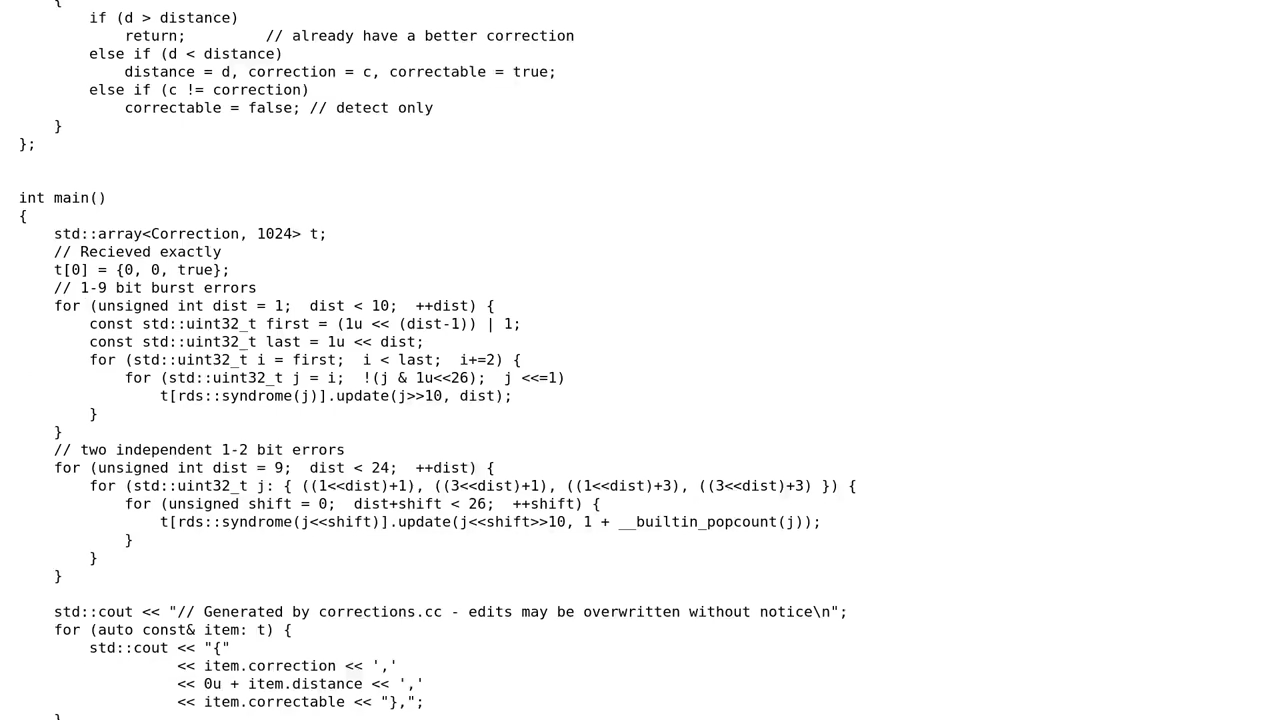 {
        if (d > distance)
            return;         // already have a better correction
        else if (d < distance)
            distance = d, correction = c, correctable = true;
        else if (c != correction)
            correctable = false; // detect only
    }
};


int main()
{
    std::array<Correction, 1024> t;
    // Recieved exactly
    t[0] = {0, 0, true};
    // 1-9 bit burst errors
    for (unsigned int dist = 1;  dist < 10;  ++dist) {
        const std::uint32_t first = (1u << (dist-1)) | 1;
        const std::uint32_t last = 1u << dist;
        for (std::uint32_t i = first;  i < last;  i+=2) {
            for (std::uint32_t j = i;  !(j & 1u<<26);  j <<=1)
                t[rds::syndrome(j)].update(j>>10, dist);
        }
    }
    // two independent 1-2 bit errors
    for (unsigned int dist = 9;  dist < 24;  ++dist) {
        for (std::uint32_t j: { ((1<<dist)+1), ((3<<dist)+1), ((1<<dist)+3), ((3<<dist)+3) }) {
            for (unsigned shift = 0;  dist+shift < 26;  ++shift) {
                t[rds::syndrome(j<<shift)].update(j<<shift>>10, 1 + __builtin_popcount(j));
            }
        }
    }

    std::cout << "// Generated by corrections.cc - edits may be overwritten without notice\n";
    for (auto const& item: t) {
        std::cout << "{"
                  << item.correction << ','
                  << 0u + item.distance << ','
                  << item.correctable << "},";
    }